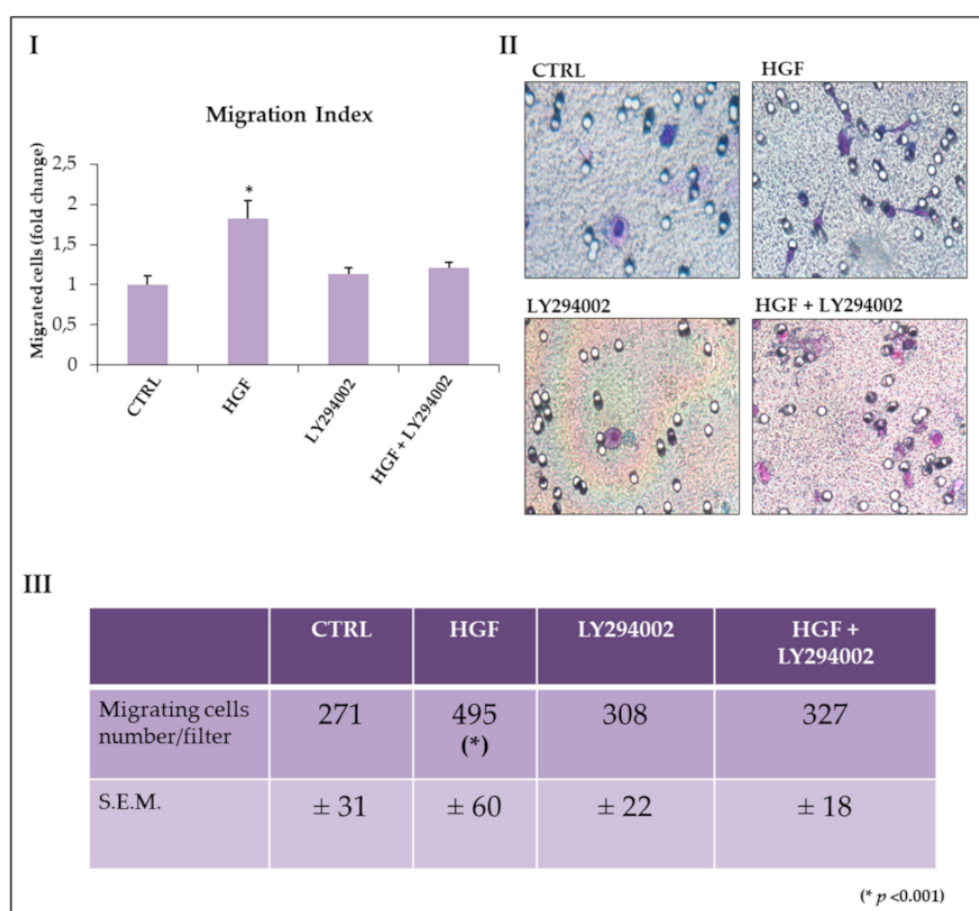 I
Migration Index
Migrated cells (fold change)
2,5
2
1,5
1
0,5
0
CTRL
*
HGF
LY294002
HGF + LY294002
II
CTRL
HGF
LY294002
HGF + LY294002
III
CTRL
HGF
LY294002
HGF +
LY294002
Migrating cells
number/filter
271
495
(*)
308
327
S.E.M.
± 31
± 60
± 22
± 18
(* p <0.001)